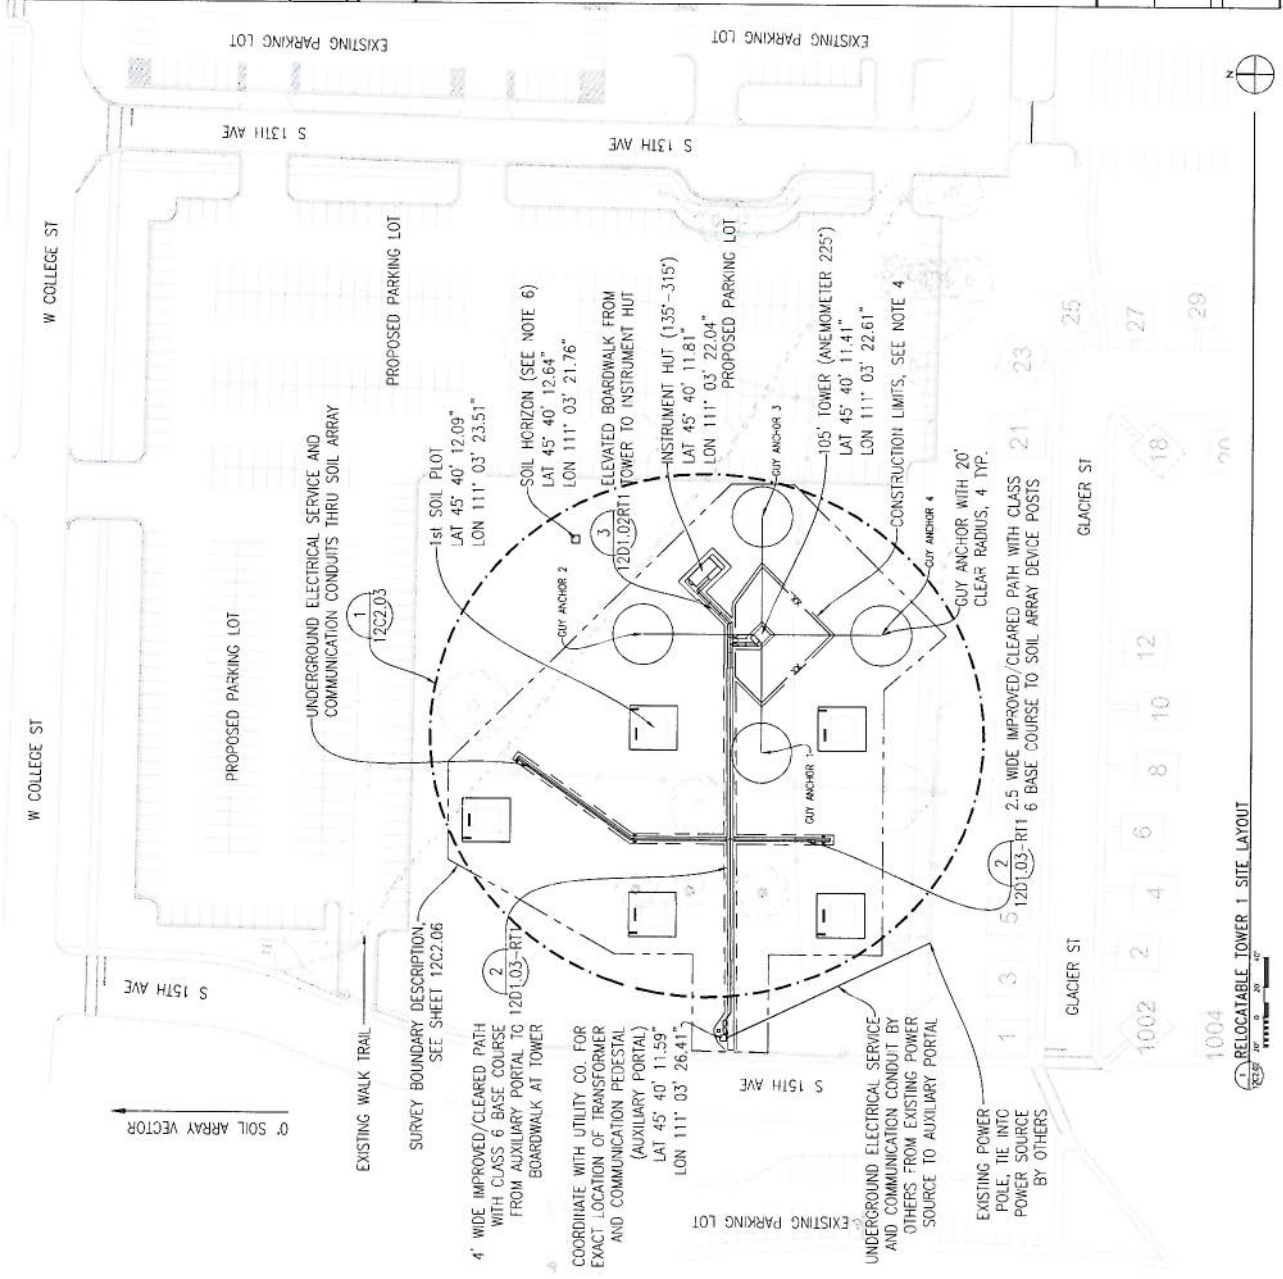 W COLLEGE ST
W COLLEGE ST
EXISTING PARKING LOT
EXISTING PARKING LOT
S 13TH AVE
S 13TH AVE
S 15TH AVE
S 15TH AVE
PROPOSED PARKING LOT
PROPOSED PARKING LOT
PROPOSED PARKING LOT
UNDERGROUND ELECTRICAL SERVICE AND
COMMUNICATION CONDUITS THRU SOIL ARRAY
1
12C2.03
1st SOIL PLOT
LAT 45° 40' 12.09"
LON 111° 03' 23.51"
SOIL HORIZON (SEE NOTE 6)
LAT 45° 40' 12.64"
LON 111° 03' 21.76"
3
12D1.02RT1
ELEVATED BOARDWALK FROM
TOWER TO INSTRUMENT HUT
INSTRUMENT HUT (135°-315°)
LAT 45° 40' 11.81"
LON 111° 03' 22.04"
105' TOWER (ANEMOMETER 225°)
LAT 45° 40' 11.41"
LON 111° 03' 22.61"
CONSTRUCTION LIMITS, SEE NOTE 4
GUY ANCHOR 1
GUY ANCHOR 2
GUY ANCHOR 3
GUY ANCHOR 4
GUY ANCHOR WITH 20'
CLEAR RADIUS, 4 TYP.
2
12D1.03-RT1
2.5 WIDE IMPROVED/CLEARED PATH WITH CLASS
6 BASE COURSE TO SOIL ARRAY DEVICE POSTS
0° SOIL ARRAY VECTOR
EXISTING WALK TRAIL
SURVEY BOUNDARY DESCRIPTION,
SEE SHEET 12C2.06
2
12D1.03-RT1
4' WIDE IMPROVED/CLEARED PATH
WITH CLASS 6 BASE COURSE
FROM AUXILIARY PORTAL TO
BOARDWALK AT TOWER
COORDINATE WITH UTILITY CO. FOR
EXACT LOCATION OF TRANSFORMER
AND COMMUNICATION PEDESTAL
(AUXILIARY PORTAL)
LAT 45° 40' 11.59"
LON 111° 03' 26.41"
EXISTING PARKING LOT
UNDERGROUND ELECTRICAL SERVICE
AND COMMUNICATION CONDUIT BY
OTHERS FROM EXISTING POWER
SOURCE TO AUXILIARY PORTAL
EXISTING POWER
POLE, TIE INTO
POWER SOURCE
BY OTHERS
GLACIER ST
GLACIER ST
1
3
5
21
23
25
27
29
1002
2
4
6
8
10
12
18
20
1004
N
1
12C2.02
RELOCATABLE TOWER 1 SITE LAYOUT
20' 0 20' 40'